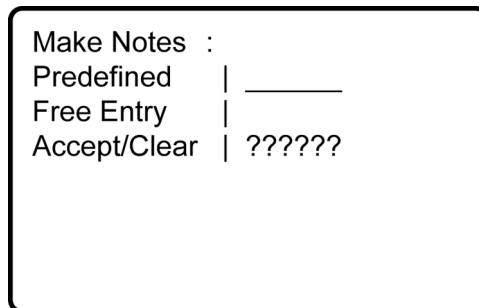 Make Notes :
Predefined | ______
Free Entry |
Accept/Clear | ??????